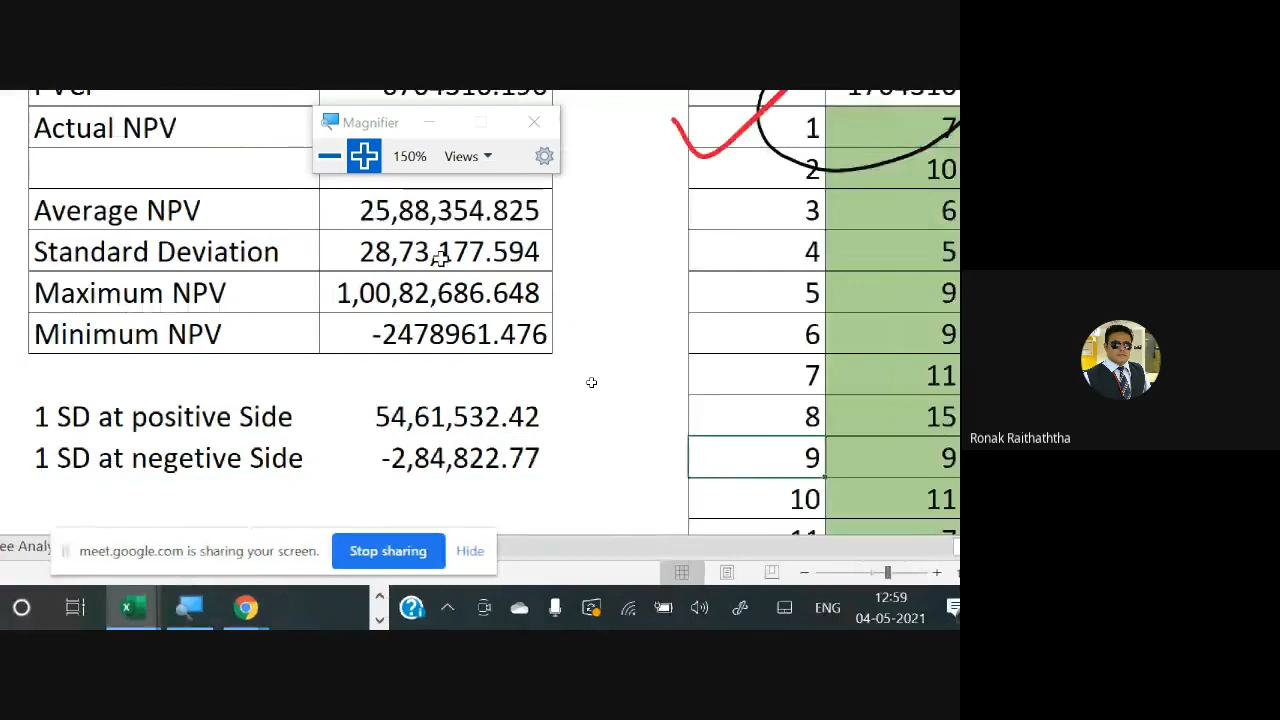 Actual NPV
Average NPV 25,88,354.825
Standard Deviation 28,73,177.594
Maximum NPV 1,00,82,686.648
Minimum NPV -2478961.476
1 SD at positive Side 54,61,532.42
1 SD at negetive Side -2,84,822.77
Magnifier
150% Views
1 7
2 10
3 6
4 5
5 9
6 9
7 11
8 15
9 9
10 11
Ronak Raithaththa
meet.google.com is sharing your screen. Stop sharing Hide
ENG
12:59
04-05-2021